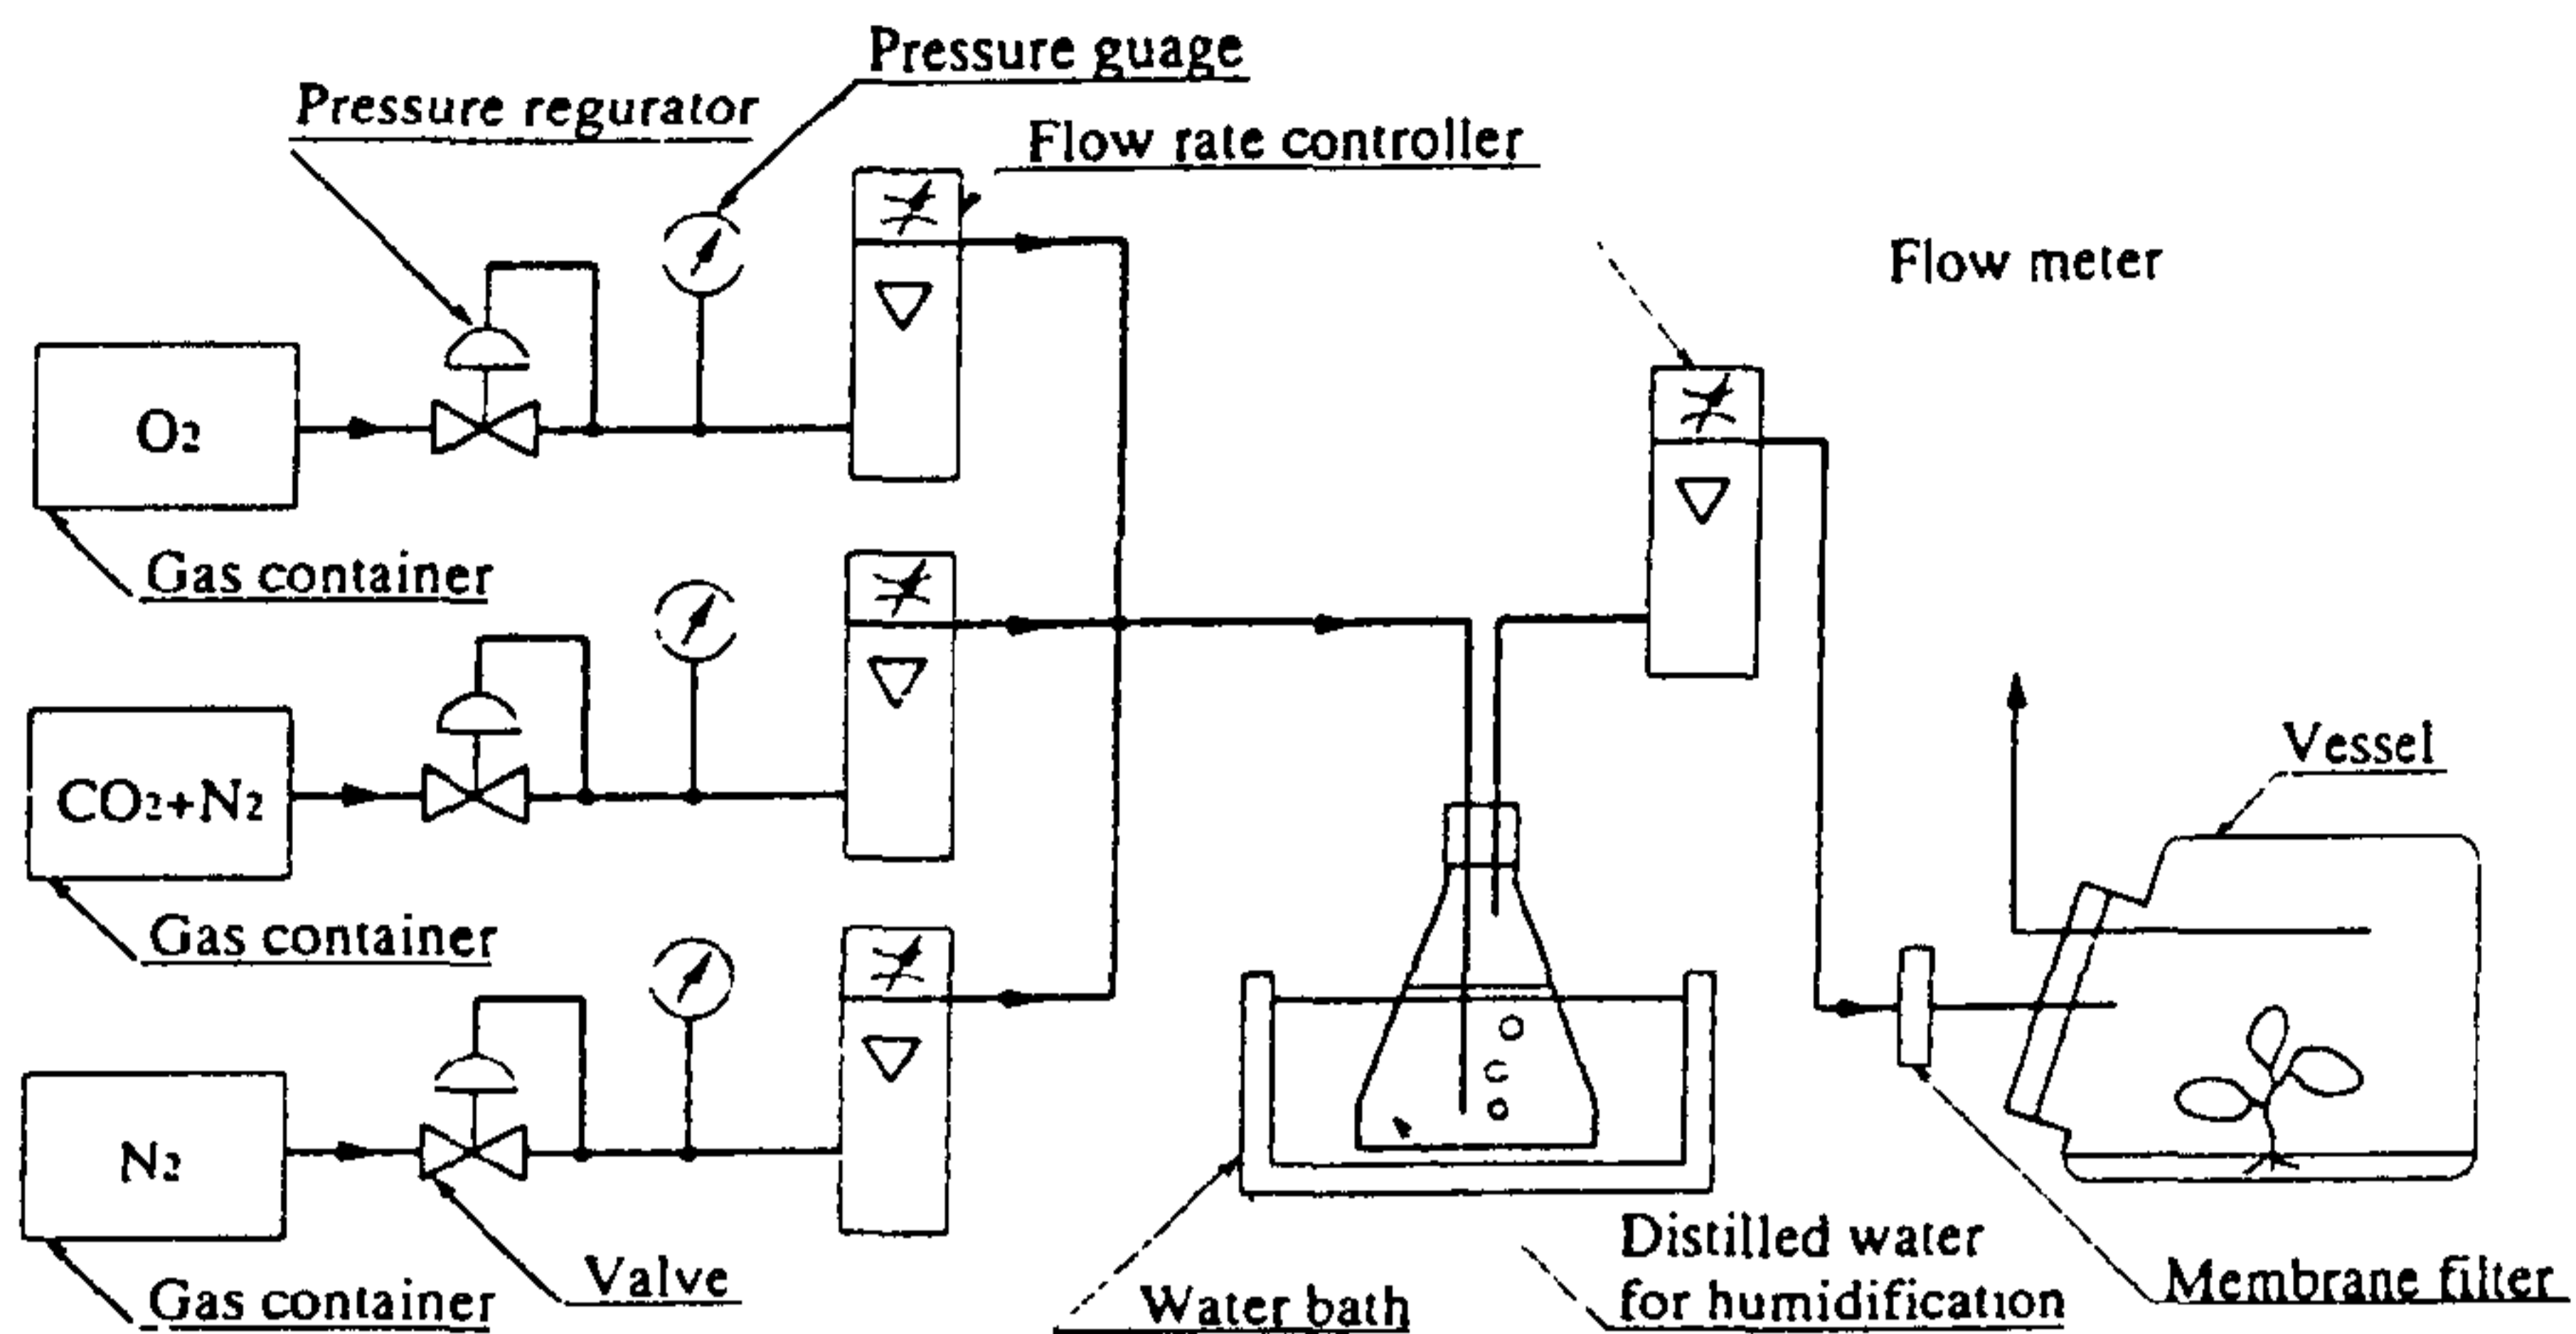 Pressure guage
Pressure regurator
Flow rate controller
Flow meter
O2
Gas container
CO2+N2
Vessel
Gas container
N2
Valve
Gas container
Water bath
Distilled water
for humidification
Membrane filter